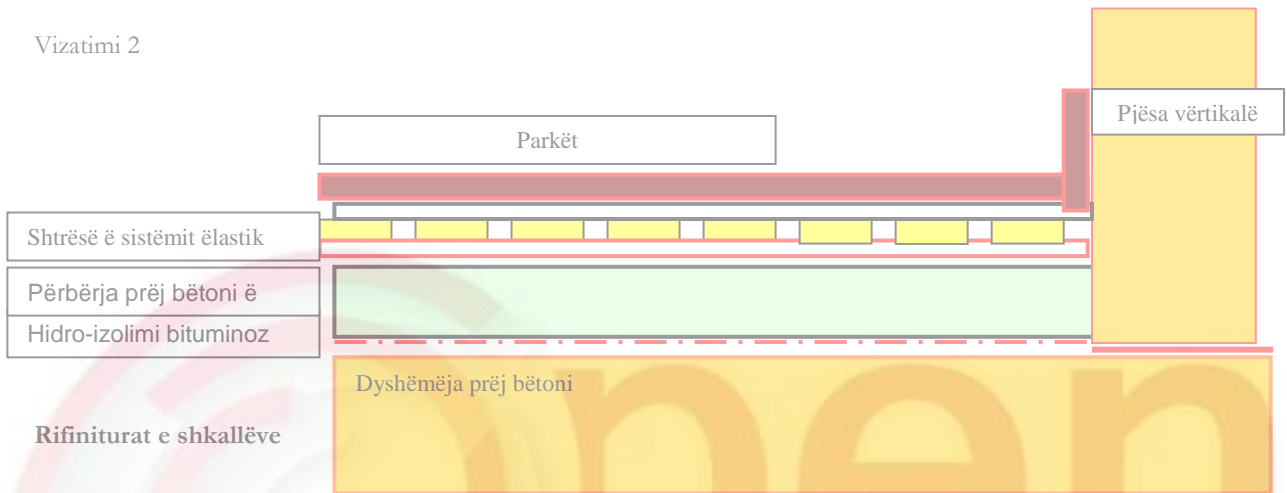 Vizatimi 2
Pjësa vërtikalë
Parkët
Shtrësë ë sistëmit ëlastik
Përbërja prëj bëtoni ë
Hidro-izolimi bituminoz
Dyshëmëja prëj bëtoni
Rifiniturat e shkallëve